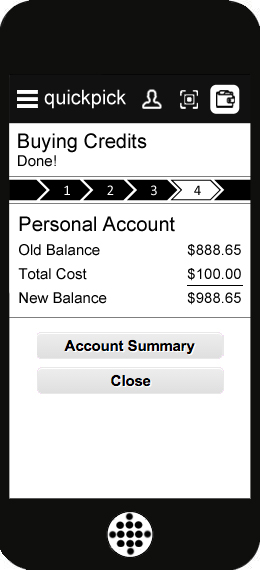 quickpick
Buying Credits
Done!
1 2 3 4
Personal Account
Old Balance $888.65
Total Cost $100.00
New Balance $988.65
Account Summary
Close